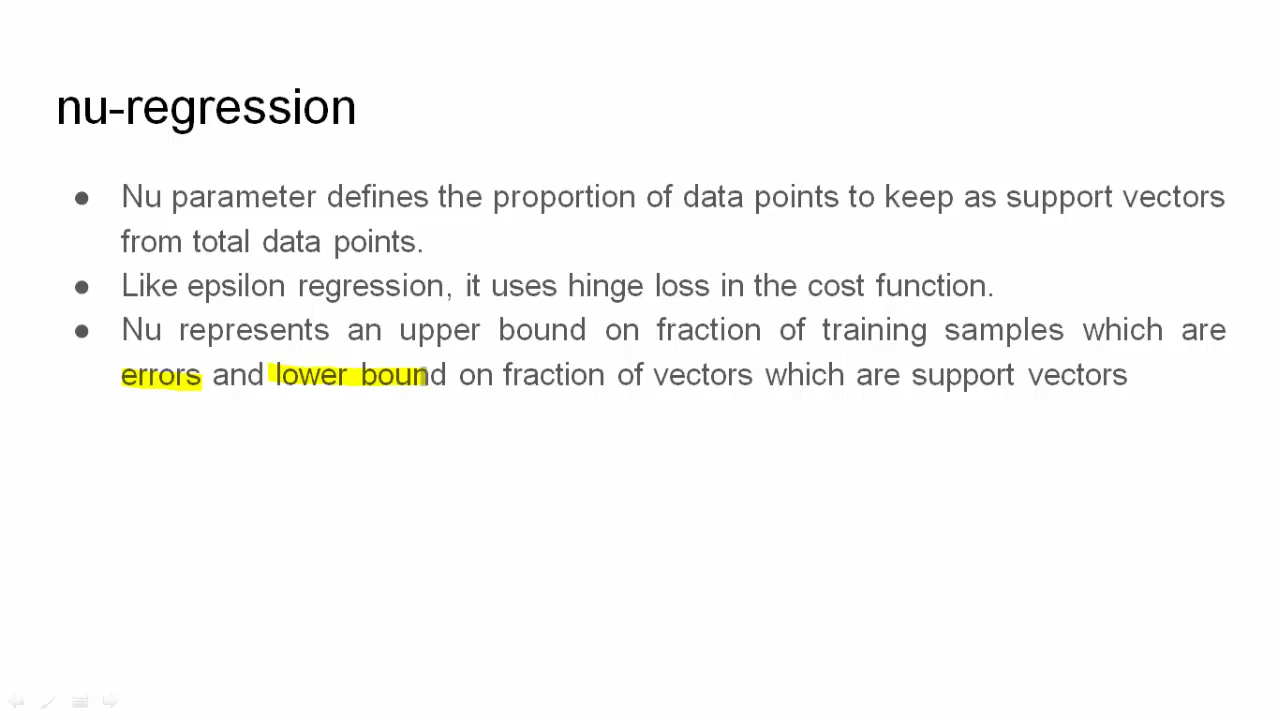 nu-regression
● Nu parameter defines the proportion of data points to keep as support vectors
from total data points.
● Like epsilon regression, it uses hinge loss in the cost function.
● Nu represents an upper bound on fraction of training samples which are
errors and lower bound on fraction of vectors which are support vectors